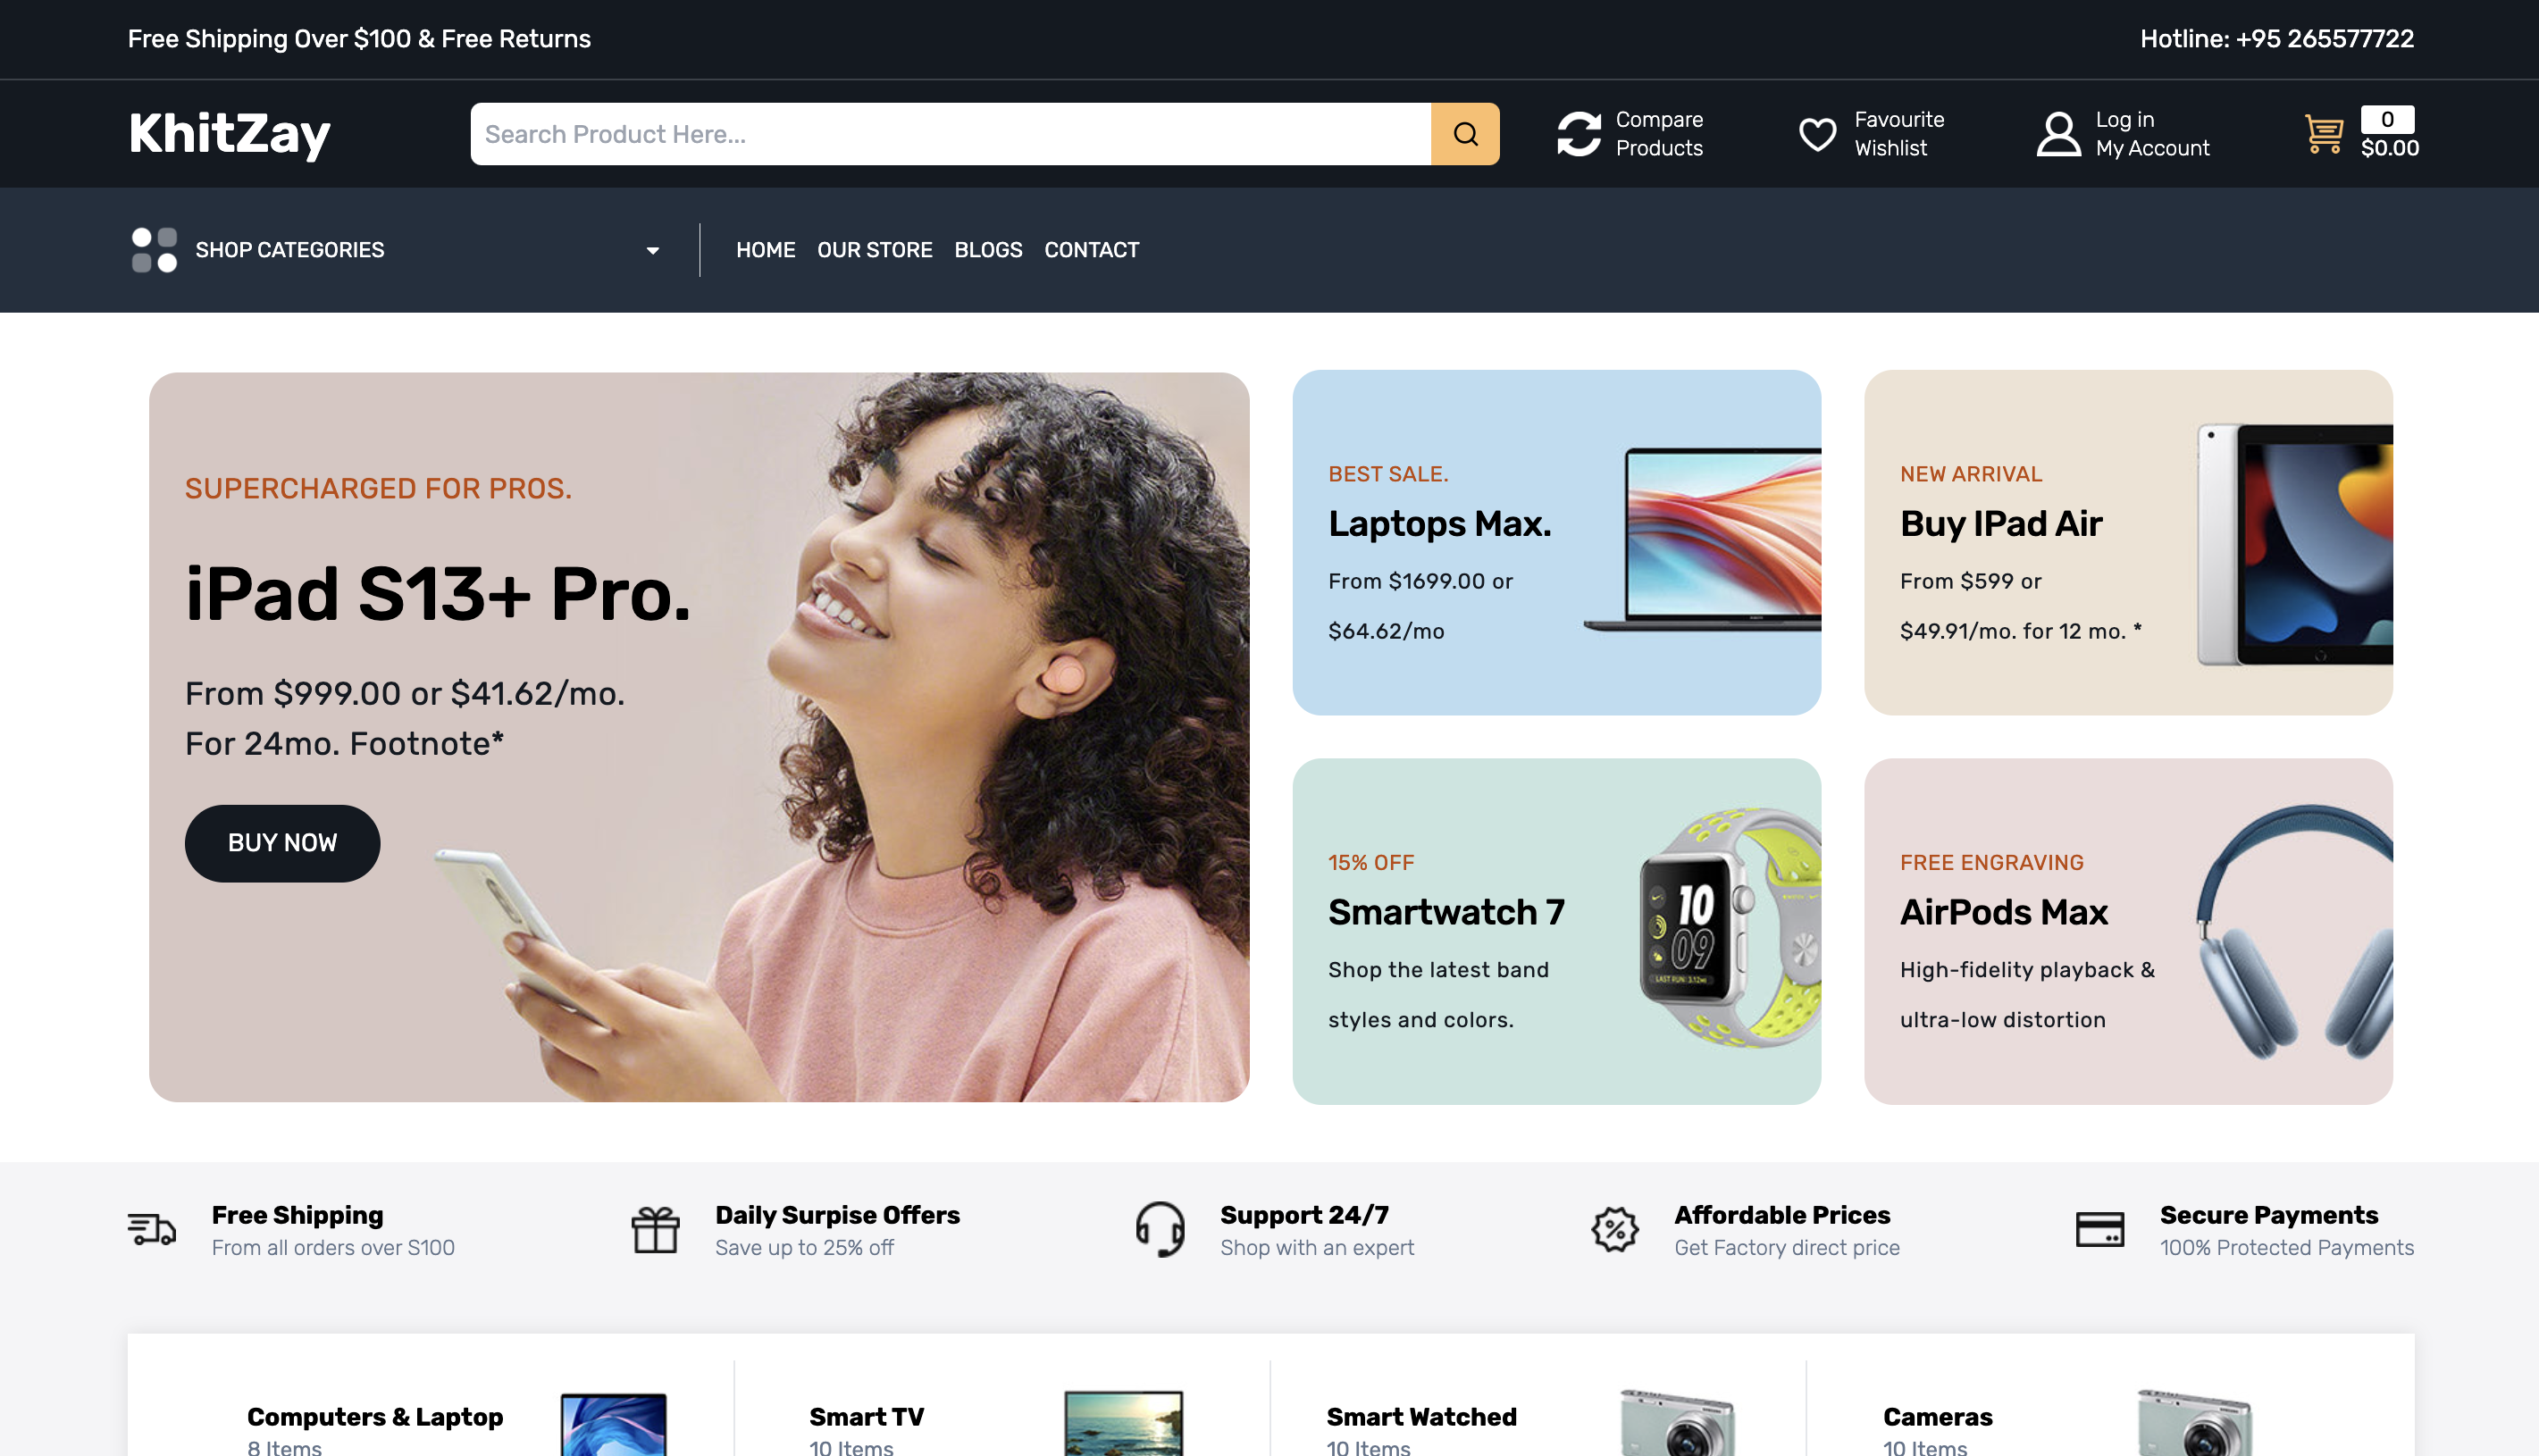 Free Shipping Over $100 & Free Returns
Hotline: +95 265577722
KhitZay
Search Product Here...
Compare
Products
Favourite
Wishlist
Log in
My Account
0
$0.00
SHOP CATEGORIES
HOME
OUR STORE
BLOGS
CONTACT
SUPERCHARGED FOR PROS.
iPad S13+ Pro.
From $999.00 or $41.62/mo.
For 24mo. Footnote*
BUY NOW
BEST SALE.
Laptops Max.
From $1699.00 or
$64.62/mo
NEW ARRIVAL
Buy IPad Air
From $599 or
$49.91/mo. for 12 mo. *
15% OFF
Smartwatch 7
Shop the latest band
styles and colors.
10
09
LAST RUN: 3.12mi
FREE ENGRAVING
AirPods Max
High-fidelity playback &
ultra-low distortion
Free Shipping
From all orders over S100
Daily Surpise Offers
Save up to 25% off
Support 24/7
Shop with an expert
Affordable Prices
Get Factory direct price
Secure Payments
100% Protected Payments
Computers & Laptop
8 Items
Smart TV
10 Items
Smart Watched
10 Items
Cameras
10 Items